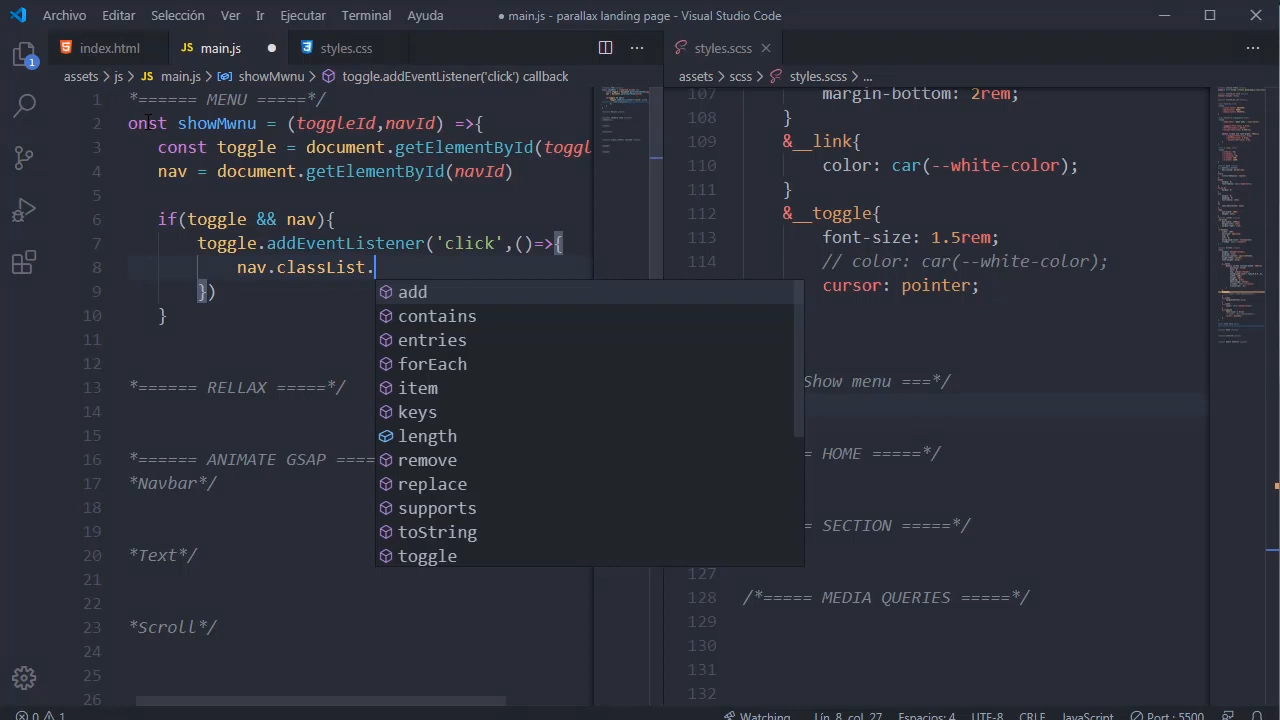 Archivo Editar Selección Ver Ir Ejecutar Terminal Ayuda ● main.js - parallax landing page - Visual Studio Code
1
index.html JS main.js styles.css styles.scss
assets > js > JS main.js > showMwnu > toggle.addEventListener('click') callback
assets > scss > styles.scss > ...
1 *====== MENU =====*/
2 onst showMwnu = (toggleId,navId) =>{
3 const toggle = document.getElementById(toggl
4 nav = document.getElementById(navId)
5
6 if(toggle && nav){
7 toggle.addEventListener('click',()=>{
8 nav.classList.
9 })
10 }
11
12
13 *====== RELLAX =====*/
14
15
16 *====== ANIMATE GSAP ====
17 *Navbar*/
18
19
20 *Text*/
21
22
23 *Scroll*/
24
25
26
add
contains
entries
forEach
item
keys
length
remove
replace
supports
toString
toggle
107 margin-bottom: 2rem;
108 }
109 &__link{
110 color: car(--white-color);
111 }
112 &__toggle{
113 font-size: 1.5rem;
114 // color: car(--white-color);
cursor: pointer;
Show menu ===*/
= HOME =====*/
= SECTION =====*/
127
128 /*===== MEDIA QUERIES =====*/
129
130
131
132
0 1 Watching Lín. 8, col. 27 Espacios: 4 UTF-8 CRLF JavaScript Port : 5500